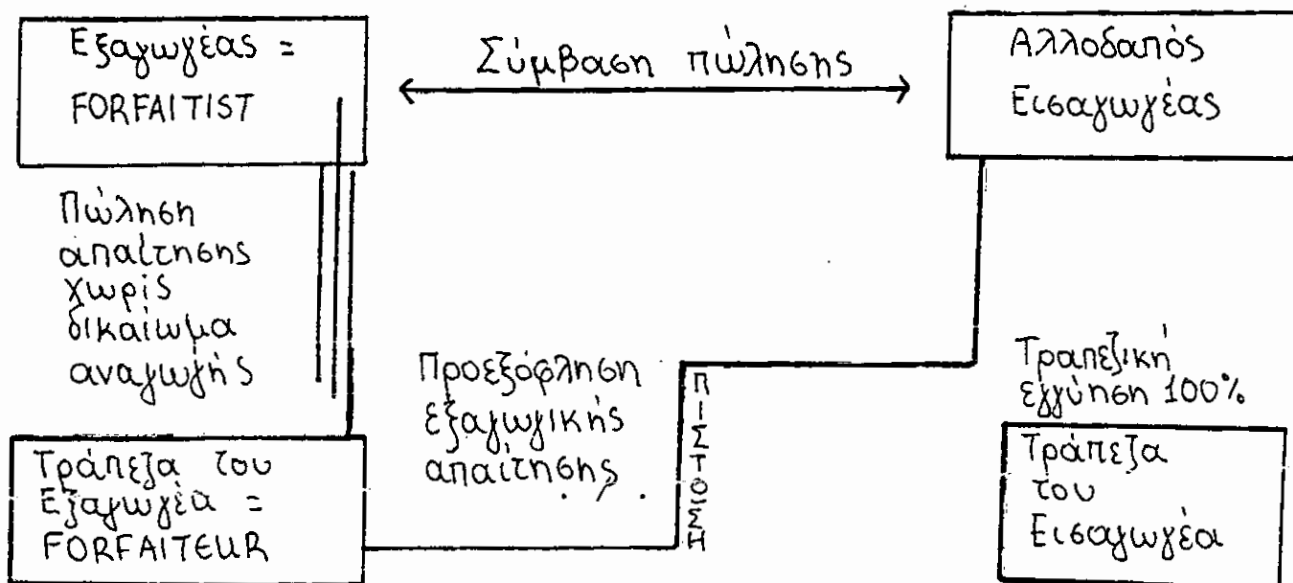 Εξαγωγέας =
FORFAITIST
Σύμβαση πώλησης
Αλλοδαπός
Εισαγωγέας
Πώληση
απαίτησης
χωρίς
δικαίωμα
αναγωγής
Προεξόφληση
εξαγωγικής
απαίτησης
ΠΙΣΤΟΣΗ
Τραπεζική
εγγύηση 100%
Τράπεζα του
Εξαγωγέα =
FORFAITEUR
Τράπεζα
του
Εισαγωγέα